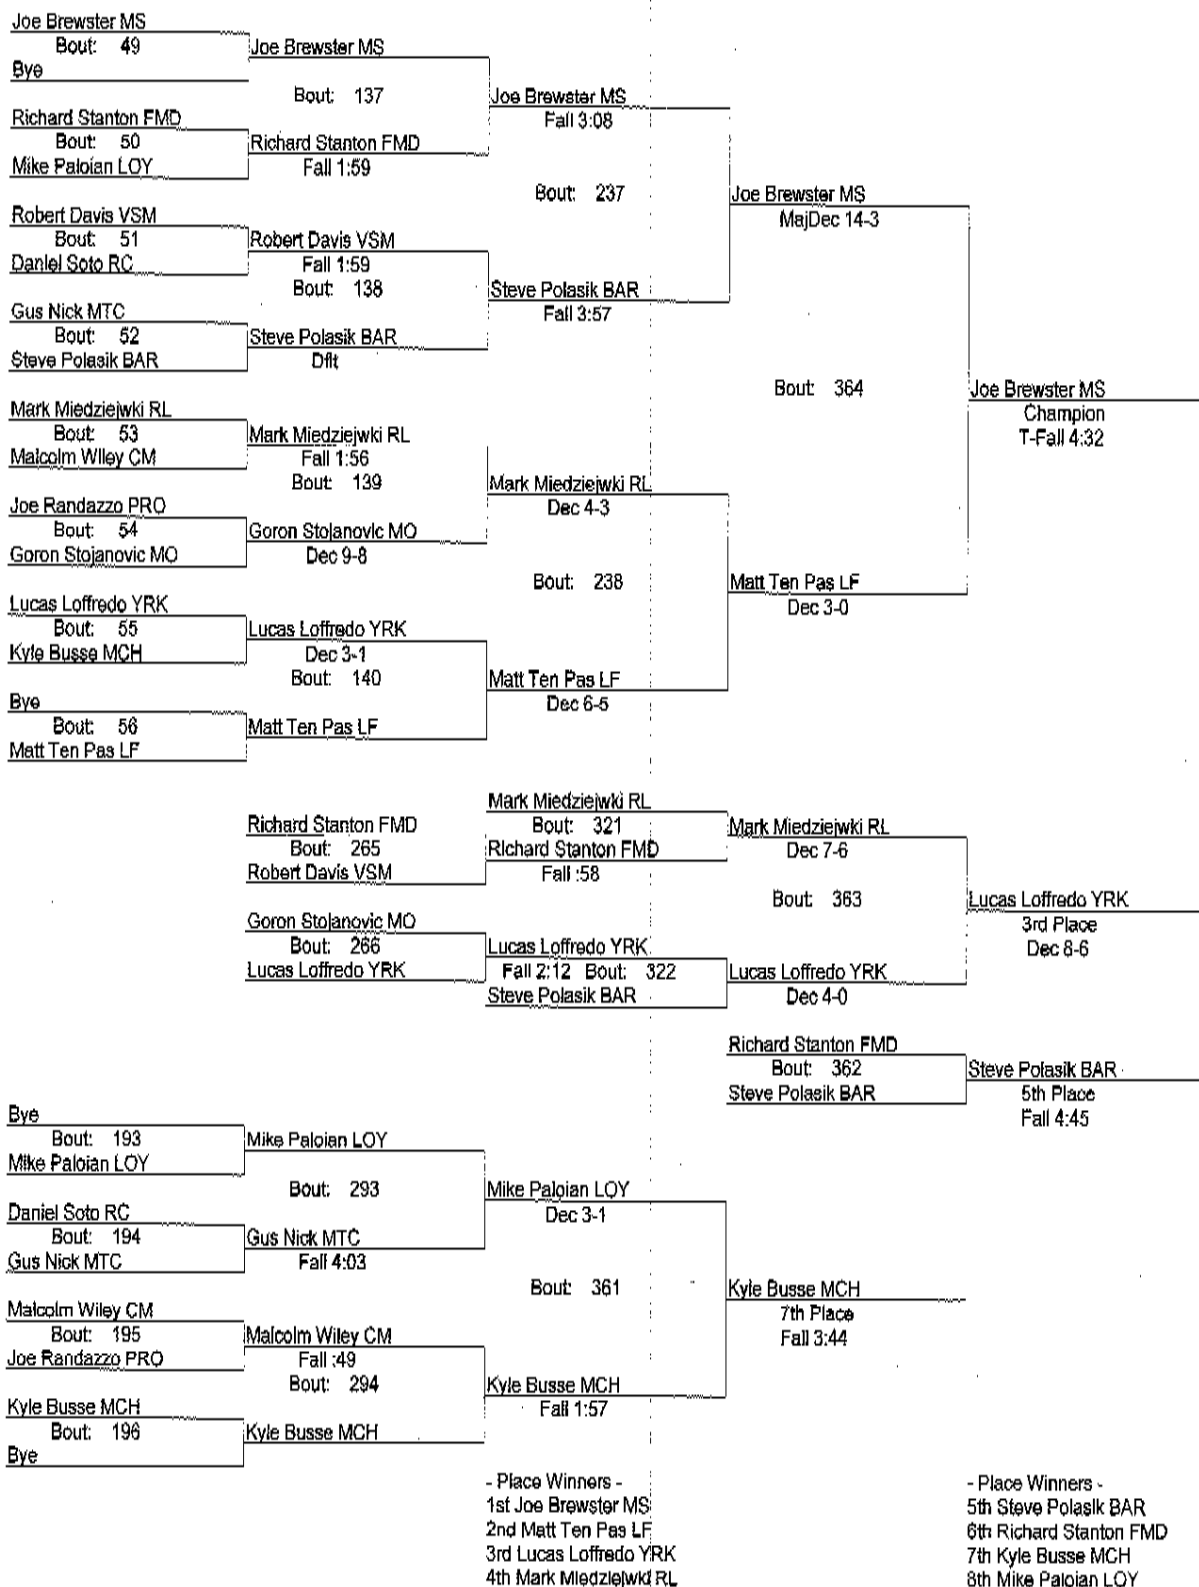 Joe Brewster MS
Bout: 49
Bye
Joe Brewster MS
Bout: 137
Richard Stanton FMD
Bout: 50
Mike Paloian LOY
Richard Stanton FMD
Fall 1:59
Joe Brewster MS
Fall 3:08
Bout: 237
Robert Davis VSM
Bout: 51
Daniel Soto RC
Robert Davis VSM
Fall 1:59
Bout: 138
Gus Nick MTC
Bout: 52
Steve Polasik BAR
Steve Polasik BAR
Dflt
Steve Polasik BAR
Fall 3:57
Joe Brewster MS
MajDec 14-3
Bout: 364
Joe Brewster MS
Champion
T-Fall 4:32
Mark Miedziejwki RL
Bout: 53
Malcolm Wiley CM
Mark Miedziejwki RL
Fall 1:56
Bout: 139
Joe Randazzo PRO
Bout: 54
Goron Stojanovic MO
Goron Stojanovic MO
Dec 9-8
Mark Miedziejwki RL
Dec 4-3
Bout: 238
Lucas Loffredo YRK
Bout: 55
Kyle Busse MCH
Lucas Loffredo YRK
Dec 3-1
Bout: 140
Bye
Bout: 56
Matt Ten Pas LF
Matt Ten Pas LF
Matt Ten Pas LF
Dec 6-5
Matt Ten Pas LF
Dec 3-0
Richard Stanton FMD
Bout: 265
Robert Davis VSM
Mark Miedziejwki RL
Bout: 321
Richard Stanton FMD
Fall :58
Mark Miedziejwki RL
Dec 7-6
Bout: 363
Goron Stojanovic MO
Bout: 266
Lucas Loffredo YRK
Lucas Loffredo YRK
Fall 2:12 Bout: 322
Steve Polasik BAR
Lucas Loffredo YRK
Dec 4-0
Lucas Loffredo YRK
3rd Place
Dec 8-6
Richard Stanton FMD
Bout: 362
Steve Polasik BAR
Steve Polasik BAR
5th Place
Fall 4:45
Bye
Bout: 193
Mike Paloian LOY
Mike Paloian LOY
Bout: 293
Daniel Soto RC
Bout: 194
Gus Nick MTC
Gus Nick MTC
Fall 4:03
Mike Paloian LOY
Dec 3-1
Bout: 361
Malcolm Wiley CM
Bout: 195
Joe Randazzo PRO
Malcolm Wiley CM
Fall :49
Bout: 294
Kyle Busse MCH
Bout: 196
Bye
Kyle Busse MCH
Kyle Busse MCH
Fall 1:57
Kyle Busse MCH
7th Place
Fall 3:44
- Place Winners -
1st Joe Brewster MS
2nd Matt Ten Pas LF
3rd Lucas Loffredo YRK
4th Mark Miedziejwki RL
- Place Winners -
5th Steve Polasik BAR
6th Richard Stanton FMD
7th Kyle Busse MCH
8th Mike Paloian LOY